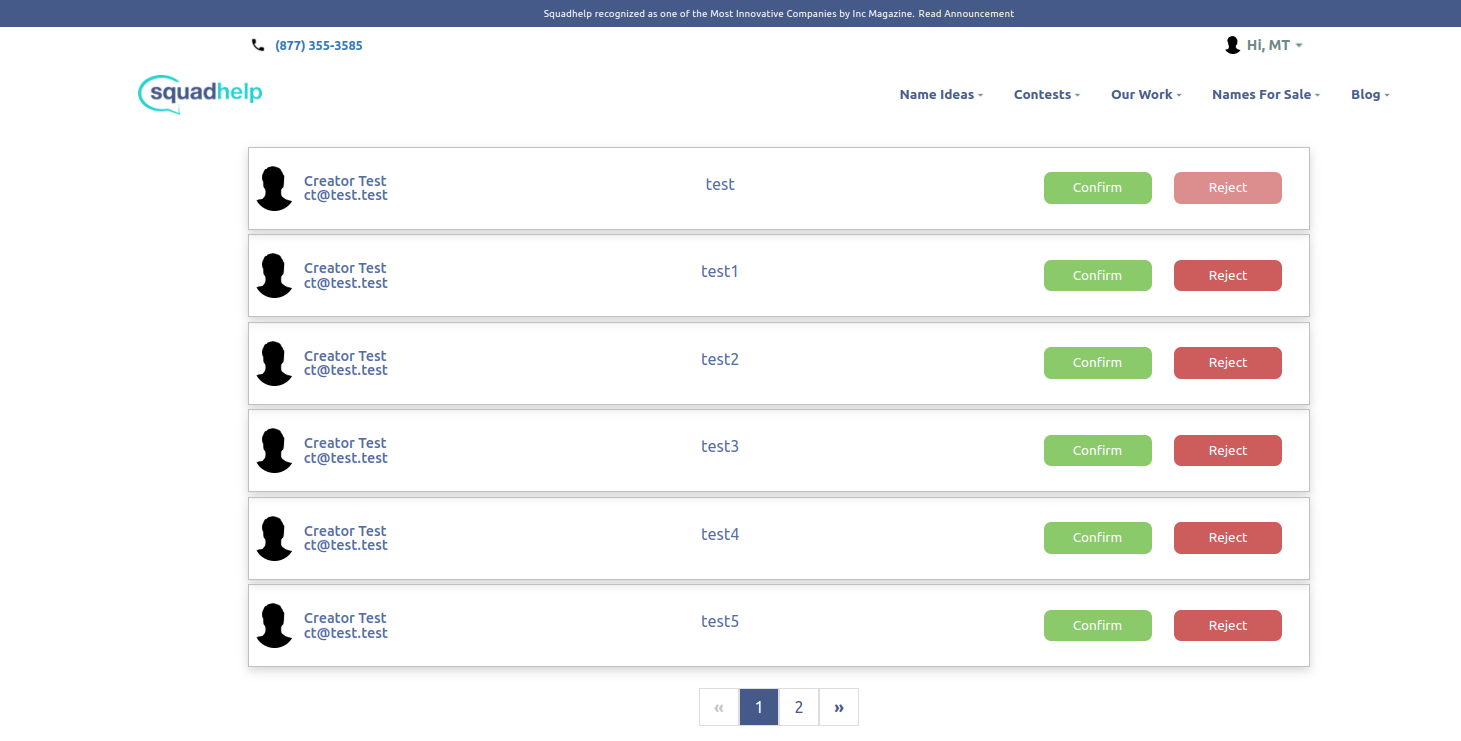 Squadhelp recognized as one of the Most Innovative Companies by Inc Magazine. Read Announcement
(877) 355-3585
Hi, MT
squadhelp
Name Ideas
Contests
Our Work
Names For Sale
Blog
Creator Test
ct@test.test
test
Confirm
Reject
Creator Test
ct@test.test
test1
Confirm
Reject
Creator Test
ct@test.test
test2
Confirm
Reject
Creator Test
ct@test.test
test3
Confirm
Reject
Creator Test
ct@test.test
test4
Confirm
Reject
Creator Test
ct@test.test
test5
Confirm
Reject
« 1 2 »